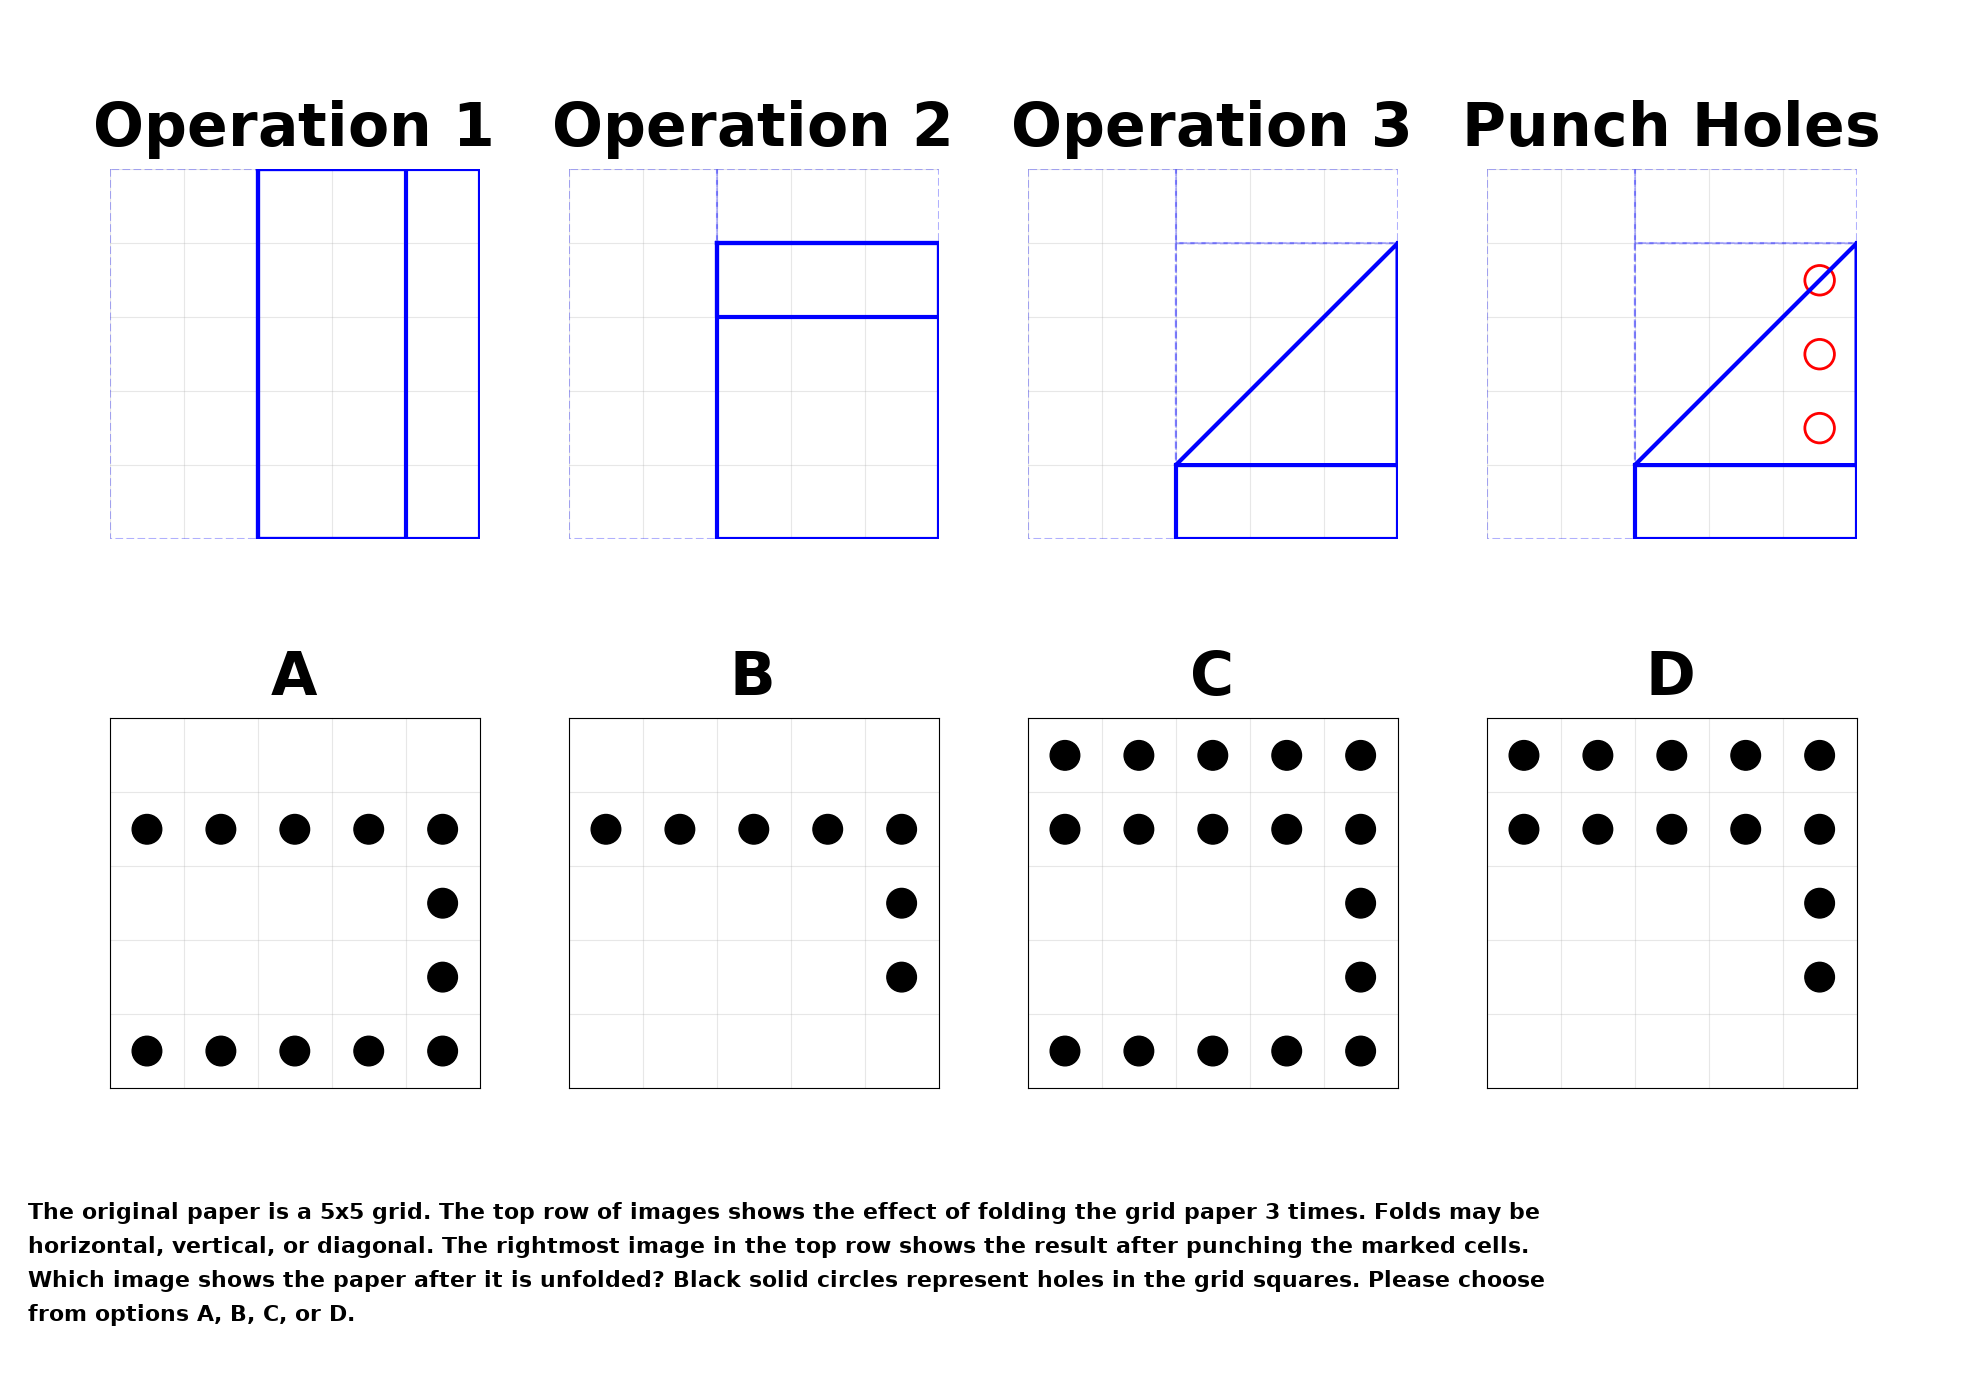 Operation 1 Operation 2 Operation 3 Punch Holes
A B C D
The original paper is a 5x5 grid. The top row of images shows the effect of folding the grid paper 3 times. Folds may be
horizontal, vertical, or diagonal. The rightmost image in the top row shows the result after punching the marked cells.
Which image shows the paper after it is unfolded? Black solid circles represent holes in the grid squares. Please choose
from options A, B, C, or D.